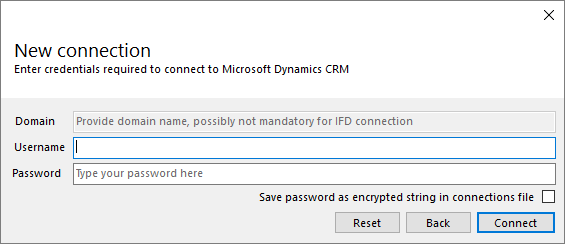 New connection
Enter credentials required to connect to Microsoft Dynamics CRM
Domain Provide domain name, possibly not mandatory for IFD connection
Username
Password Type your password here
Save password as encrypted string in connections file
Reset Back Connect